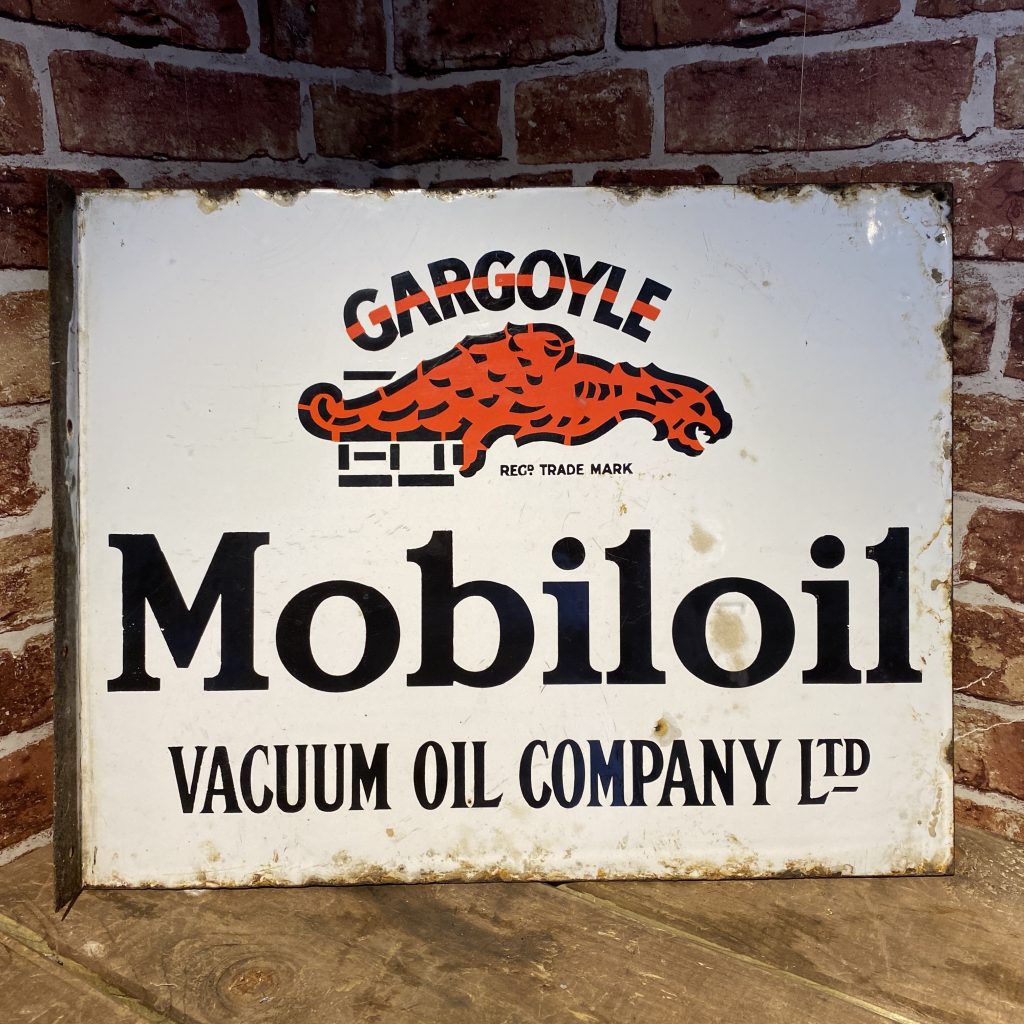 GARGOYLE
REGD TRADE MARK
Mobiloil
VACUUM OIL COMPANY LTD